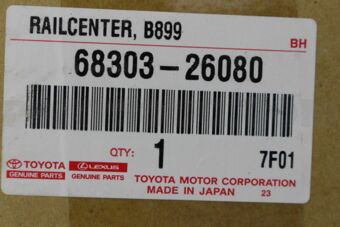 RAILCENTER, B899
BH
68303-26080
QTY: 1 7F01
TOYOTA LEXUS
GENUINE PARTS GENUINE PARTS
TOYOTA MOTOR CORPORATION
MADE IN JAPAN 23